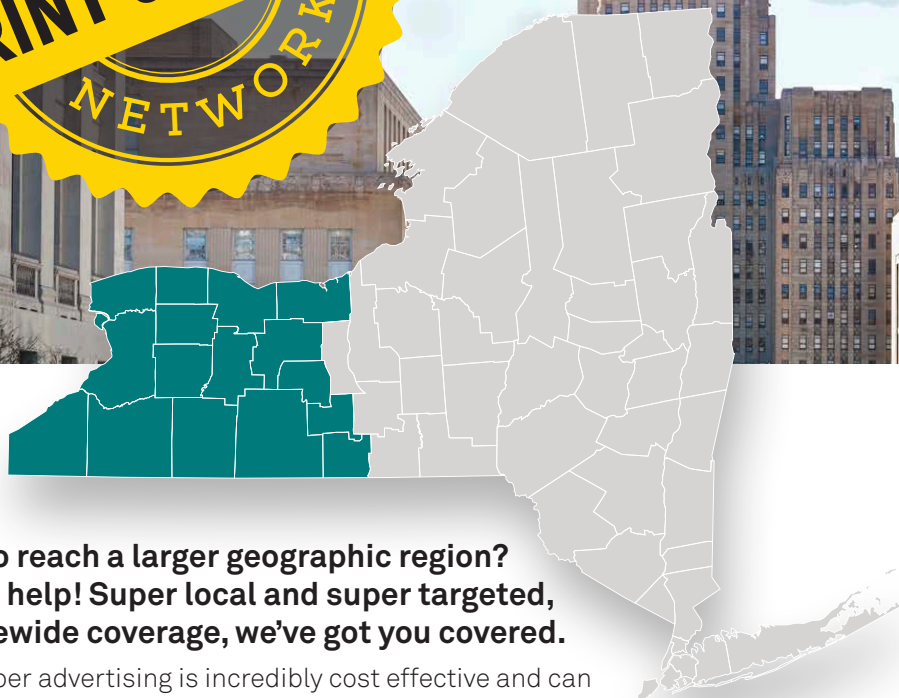 NETWORK
o reach a larger geographic region?
help! Super local and super targeted,
ewide coverage, we've got you covered.
per advertising is incredibly cost effective and can